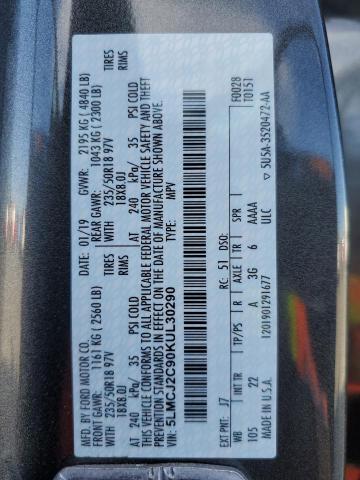 MFD. BY FORD MOTOR CO.
DATE: 01/19 GVWR: 2195 KG ( 4840 LB)
FRONT GAWR: 1161 KG ( 2560 LB) REAR GAWR: 1043 KG ( 2300 LB)
WITH 235/50R18 97V TIRES WITH 235/50R18 97V TIRES
18X8.0J RIMS 18X8.0J RIMS
AT 240 kPa/ 35 PSI COLD AT 240 kPa/ 35 PSI COLD
THIS VEHICLE CONFORMS TO ALL APPLICABLE FEDERAL MOTOR VEHICLE SAFETY AND THEFT
PREVENTION STANDARDS IN EFFECT ON THE DATE OF MANUFACTURE SHOWN ABOVE.
VIN: 5LMCJ2C90KUL30290 TYPE: MPV
F0028
T0151
EXT PNT: J7 RC: 51 DSO:
WB INT TR TP/PS R AXLE TR SPR
105 22 A 3G 6 AAAA
MADE IN U.S.A. 12019012916​77 ULC
▽ 5U5A-3520472-AA